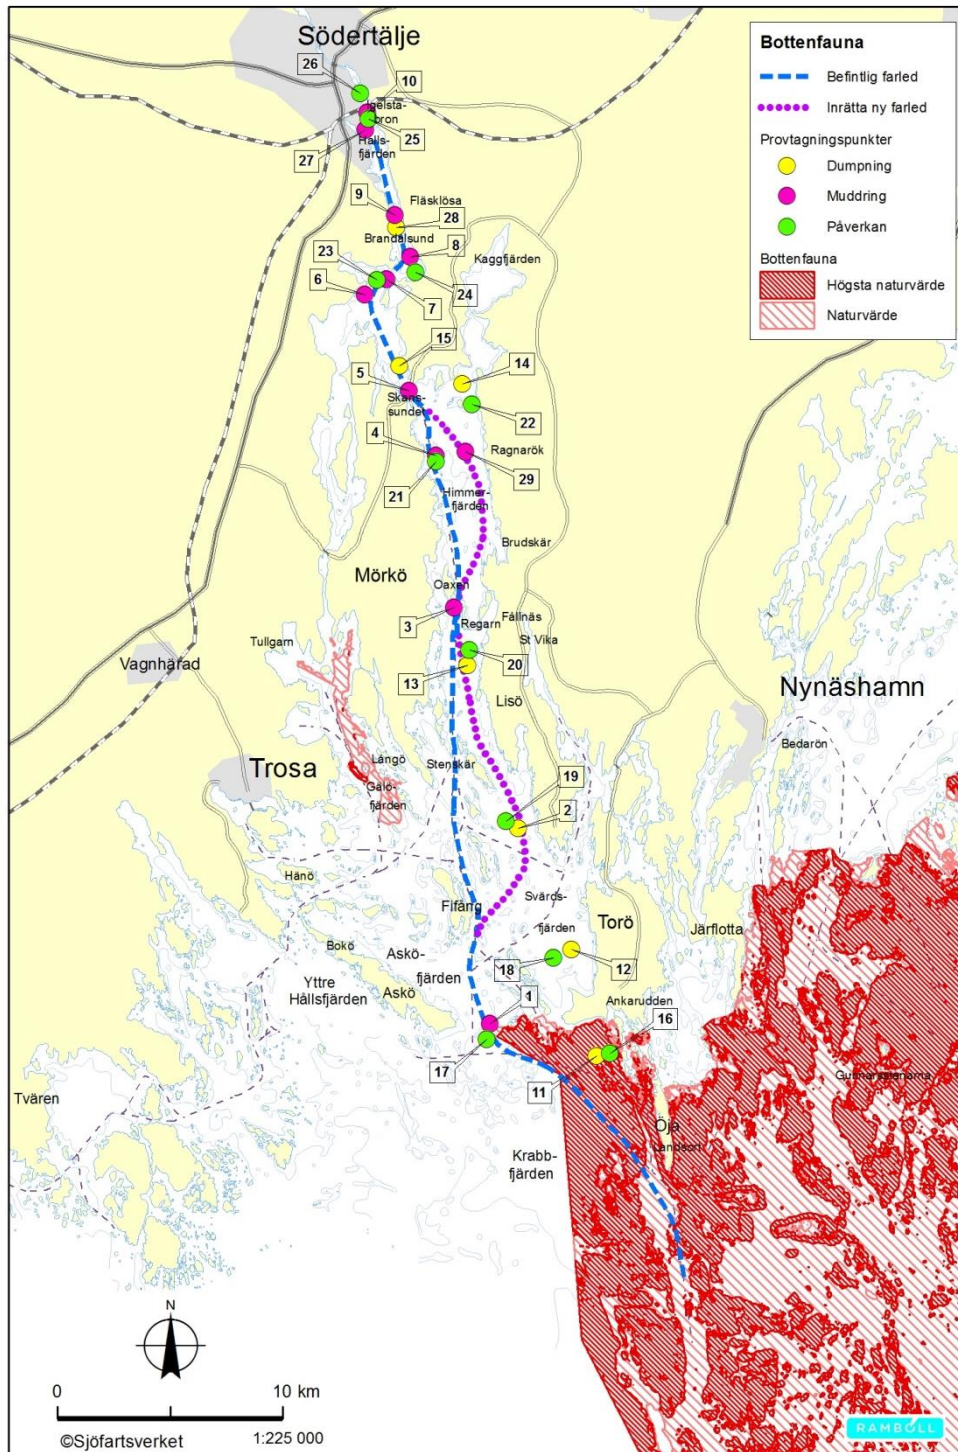 Södertälje
Bottenfauna
Befintlig farled
Inrätta ny farled
Provtagningspunkter
Dumpning
Muddring
Påverkan
Bottenfauna
Högsta naturvärde
Naturvärde
26
10
Igelsta-
bron
25
Halls-
fjärden
27
9
Fläsklösa
28
Brandalsund
8
23
Kaggfjärden
24
6
7
15
14
5
Skans-
sundet
22
4
Ragnarök
21
29
Himmer-
fjärden
Brudskär
Mörkö
Oaxen
3
Regarn
Fällnäs
St Vika
Tullgarn
20
Vagnhärad
13
Lisö
Nynäshamn
Bedarön
Långö
Stenskär
Trosa
Gälö-
fjärden
19
2
Hänö
Fifång
Svärds-
fjärden
Torö
Järflotta
Bokö
Askö-
fjärden
18
12
Yttre
Hållsfjärden
Askö
1
Ankarudden
16
17
11
Gunnarstenarna
Tvären
Öja
Landsort
Krabb-
fjärden
N
0 10 km
©Sjöfartsverket 1:225 000
RAMBOLL